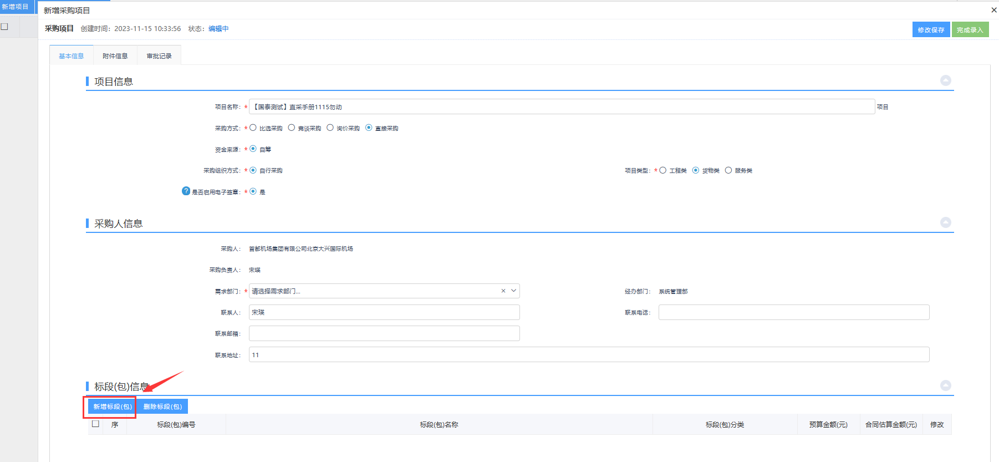 新增项目
新增采购项目
采购项目 创建时间：2023-11-15 10:33:56 状态：编辑中
修改保存 完成录入
基本信息 附件信息 审批记录
项目信息
项目名称：* 【国泰测试】直采手册1115勿动 项目
采购方式：* 比选采购 竞谈采购 询价采购 直接采购
资金来源：* 自筹
采购组织方式：* 自行采购 项目类型：* 工程类 货物类 服务类
? 是否启用电子签章：* 是
采购人信息
采购人： 首都机场集团有限公司北京大兴国际机场
采购负责人： 宋瑛
需求部门：* 请选择需求部门... 经办部门： 系统管理部
联系人： 宋瑛 联系电话：
联系邮箱：
联系地址： 11
标段(包)信息
新增标段(包) 删除标段(包)
序 标段(包)编号 标段(包)名称 标段(包)分类 预算金额(元) 合同估算金额(元) 修改